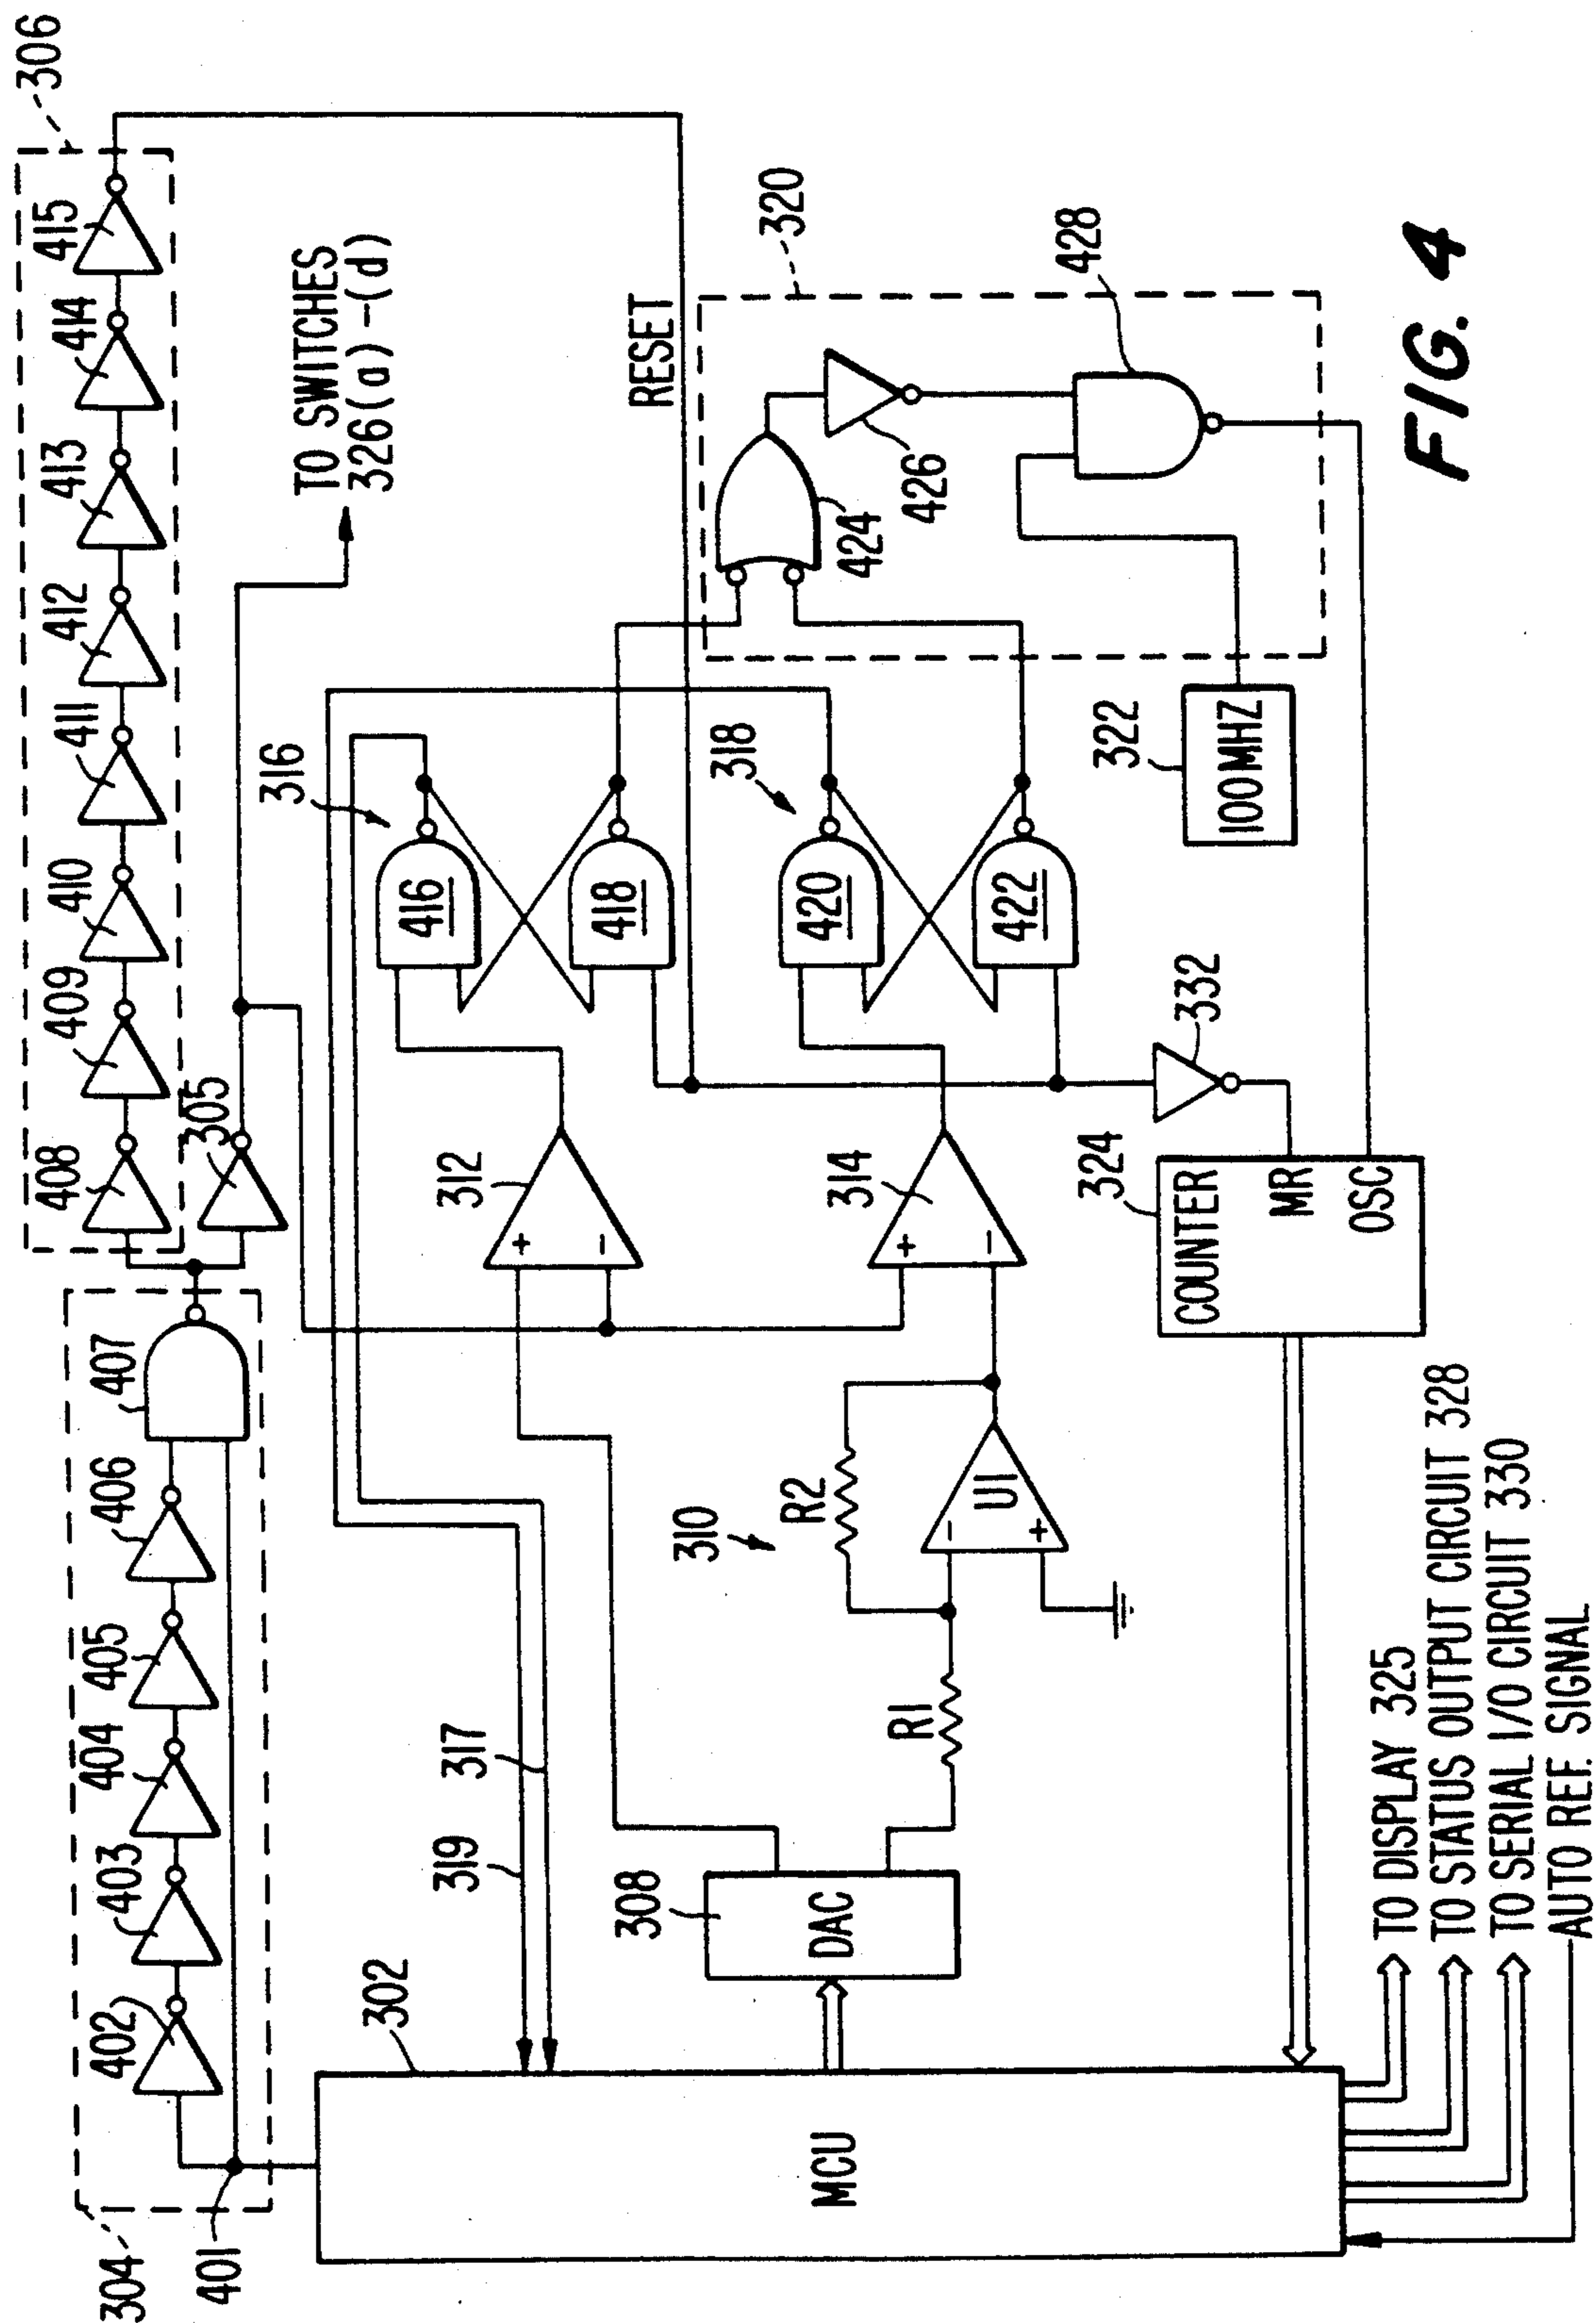 304
401
402
403
404
405
406
407
408
409
410
411
412
413
414
415
306
305
TO SWITCHES
326(a)-(d)
RESET
302
MCU
319
317
308
DAC
R1
R2
310
U1
-
+
312
+
-
314
+
-
316
416
418
318
420
422
320
424
426
428
322
100MHZ
332
324
COUNTER
MR
OSC
TO DISPLAY 325
TO STATUS OUTPUT CIRCUIT 328
TO SERIAL I/O CIRCUIT 330
AUTO REF. SIGNAL
FIG. 4